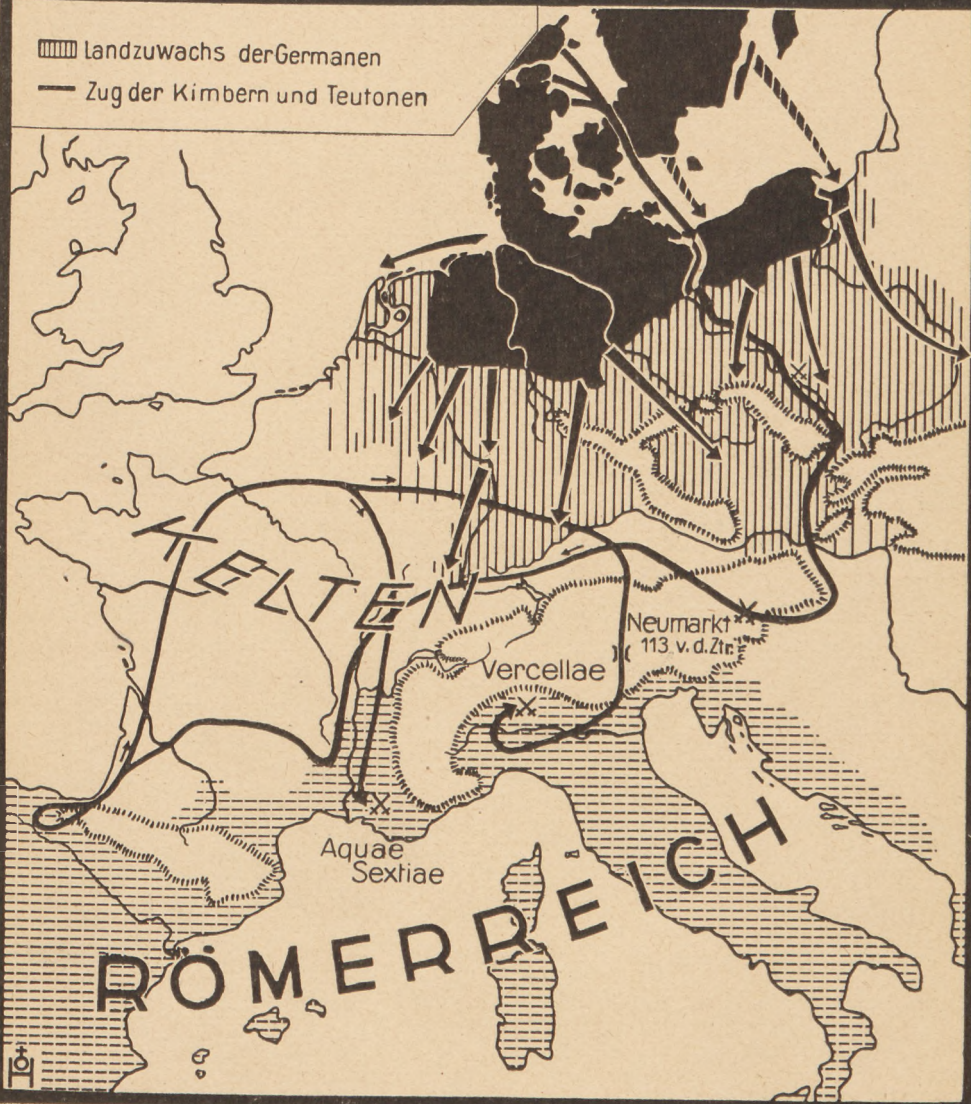 Landzuwachs der Germanen
Zug der Kimbern und Teutonen
KELTEN
Neumarkt
113 v. d. Ztr.
Vercellae
Aquae
Sextiae
RÖMERREICH